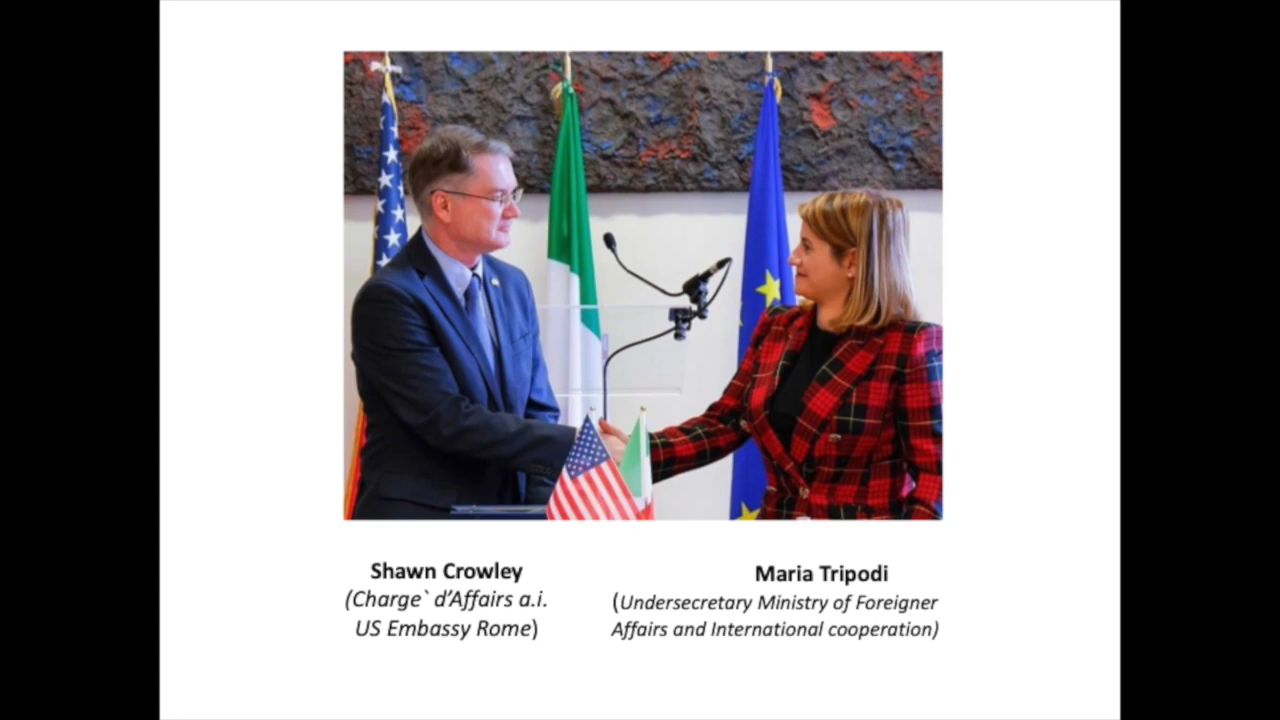 Shawn Crowley
(Charge` d’Affairs a.i.
US Embassy Rome)
Maria Tripodi
(Undersecretary Ministry of Foreigner
Affairs and International cooperation)